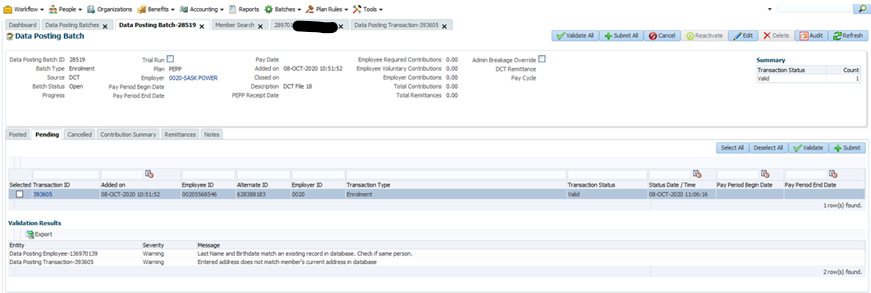 Workflow People Organizations Benefits Accounting Reports Batches Plan Rules Tools
Dashboard Data Posting Batches Data Posting Batch-28519 Member Search 28970 Data Posting Transaction-393605
Data Posting Batch Validate All Submit All Cancel Reactivate Edit Delete Audit Refresh
Data Posting Batch ID 28519 Trial Run Pay Date Employee Required Contributions 0.00 Admin Breakage Override Summary
Batch Type Enrolment Plan PEPP Added on 08-OCT-2020 10:51:52 Employee Voluntary Contributions 0.00 DCT Remittance Transaction Status Count
Source DCT Employer 0020-SASK POWER Closed on Employer Contributions 0.00 Pay Cycle Valid 1
Batch Status Open Pay Period Begin Date Description DCT File 18 Total Contributions 0.00
Progress Pay Period End Date PEPP Receipt Date Total Remittances 0.00
Posted Pending Cancelled Contribution Summary Remittances Notes
Select All Deselect All Validate Submit
Selected Transaction ID Added on Employee ID Alternate ID Employer ID Transaction Type Transaction Status Status Date / Time Pay Period Begin Date Pay Period End Date
393605 08-OCT-2020 10:51:52 00205568546 628388183 0020 Enrolment Valid 08-OCT-2020 11:06:16
1 row(s) found.
Validation Results
Export
Entity Severity Message
Data Posting Employee-136970139 Warning Last Name and Birthdate match an existing record in database. Check if same person.
Data Posting Transaction-393605 Warning Entered address does not match member's current address in database
2 row(s) found.